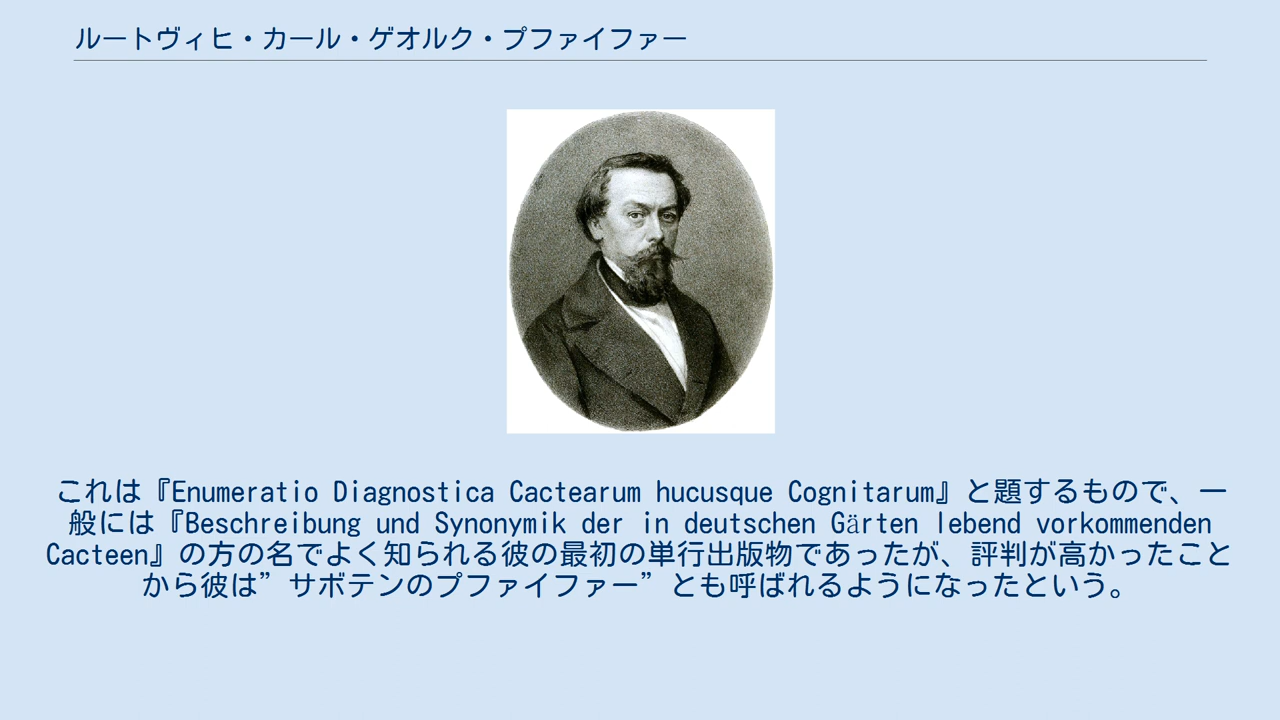 ルートヴィヒ・カール・ゲオルク・プファイファー
これは『Enumeratio Diagnostica Cactearum hucusque Cognitarum』と題するもので、一
般には『Beschreibung und Synonymik der in deutschen Gärten lebend vorkommenden
Cacteen』の方の名でよく知られる彼の最初の単行出版物であったが、評判が高かったこと
から彼は”サボテンのプファイファー”とも呼ばれるようになったという。